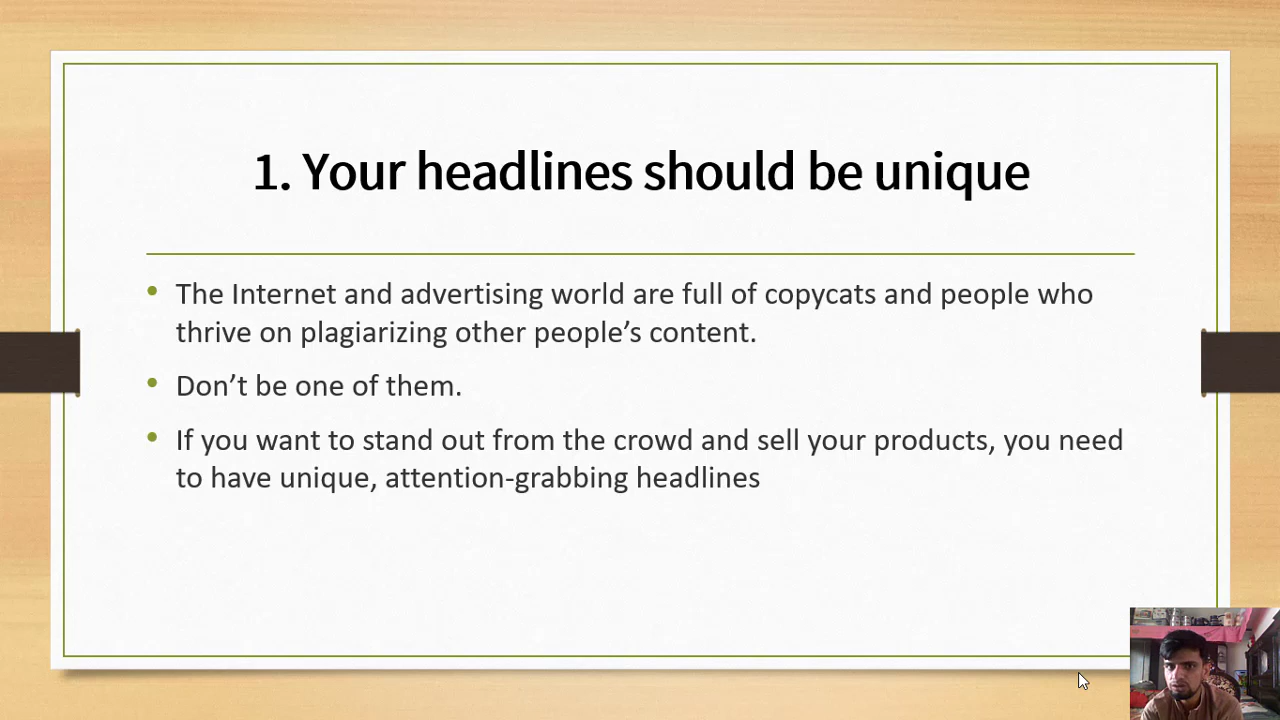 1. Your headlines should be unique
• The Internet and advertising world are full of copycats and people who
thrive on plagiarizing other people’s content.
• Don’t be one of them.
• If you want to stand out from the crowd and sell your products, you need
to have unique, attention-grabbing headlines